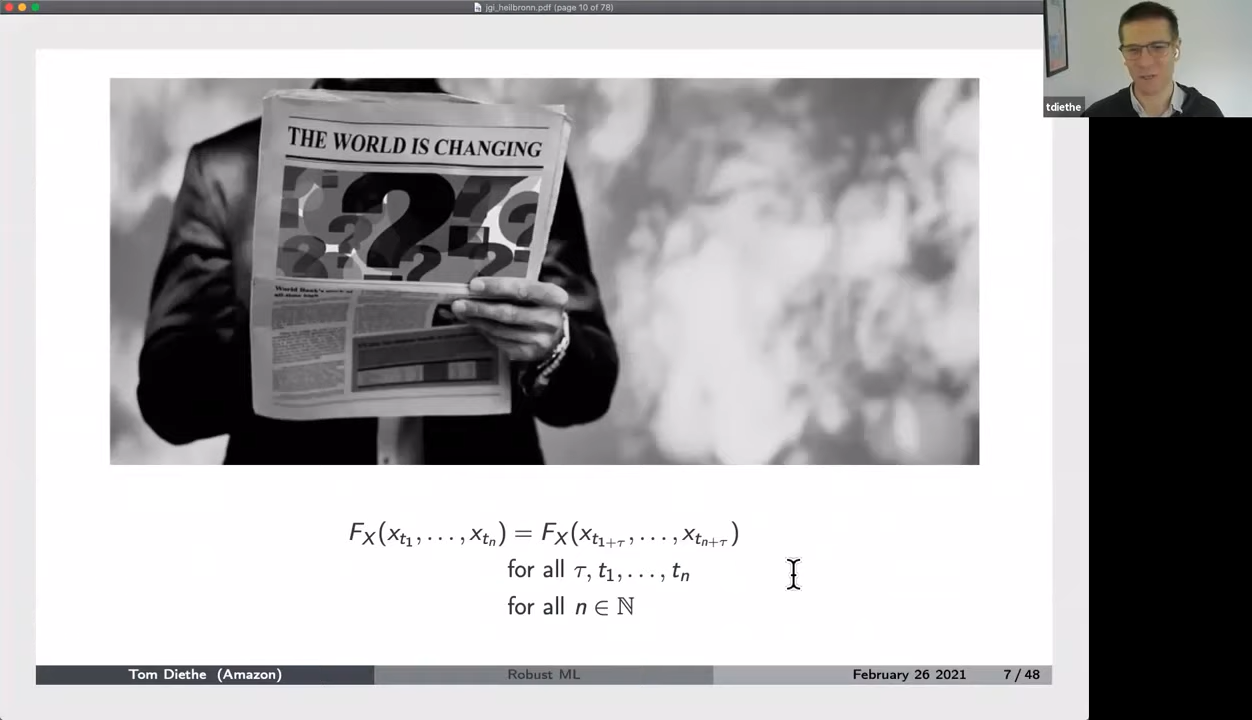 jgi_heilbronn.pdf (page 10 of 78)
tdiethe
THE WORLD IS CHANGING
World Bank's
F_X(x_{t_1}, . . . , x_{t_n}) = F_X(x_{t_{1+τ}}, . . . , x_{t_{n+τ}})
for all τ, t_1, . . . , t_n
for all n ∈ ℕ
Tom Diethe (Amazon)
Robust ML
February 26 2021
7 / 48